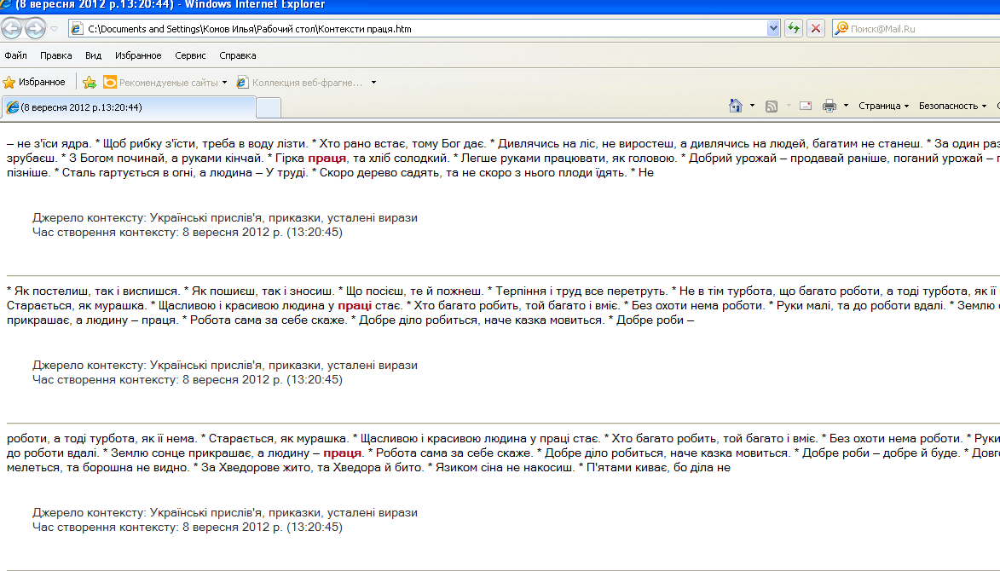 (8 вересня 2012 р.13:20:44) - Windows Internet Explorer
C:\Documents and Settings\Комов Илья\Рабочий стол\Контексти праця.htm
Поиск@Mail.Ru
Файл Правка Вид Избранное Сервис Справка
Избранное Рекомендуемые сайты Коллекция веб-фрагме...
(8 вересня 2012 р.13:20:44) Страница Безопасность
– не з'їси ядра. * Щоб рибку з'їсти, треба в воду лізти. * Хто рано встає, тому Бог дає. * Дивлячись на ліс, не виростеш, а дивлячись на людей, багатим не станеш. * За один раз
зрубаєш. * З Богом починай, а руками кінчай. * Гірка праця, та хліб солодкий. * Легше руками працювати, як головою. * Добрий урожай – продавай раніше, поганий урожай –
пізніше. * Сталь гартується в огні, а людина – У труді. * Скоро дерево садять, та не скоро з нього плоди їдять. * Не
Джерело контексту: Українські прислів'я, приказки, усталені вирази
Час створення контексту: 8 вересня 2012 р. (13:20:45)
* Як постелиш, так і виспишся. * Як пошиєш, так і зносиш. * Що посієш, те й пожнеш. * Терпіння і труд все перетруть. * Не в тім турбота, що багато роботи, а тоді турбота, як її
Старається, як мурашка. * Щасливою і красивою людина у праці стає. * Хто багато робить, той багато і вміє. * Без охоти нема роботи. * Руки малі, та до роботи вдалі. * Землю
прикрашає, а людину – праця. * Робота сама за себе скаже. * Добре діло робиться, наче казка мовиться. * Добре роби –
Джерело контексту: Українські прислів'я, приказки, усталені вирази
Час створення контексту: 8 вересня 2012 р. (13:20:45)
роботи, а тоді турбота, як її нема. * Старається, як мурашка. * Щасливою і красивою людина у праці стає. * Хто багато робить, той багато і вміє. * Без охоти нема роботи. * Руки
до роботи вдалі. * Землю сонце прикрашає, а людину – праця. * Робота сама за себе скаже. * Добре діло робиться, наче казка мовиться. * Добре роби – добре й буде. *
мелеться, та борошна не видно. * За Хведорове жито, та Хведора й бито. * Язиком сіна не накосиш. * П'ятами киває, бо діла не
Джерело контексту: Українські прислів'я, приказки, усталені вирази
Час створення контексту: 8 вересня 2012 р. (13:20:45)